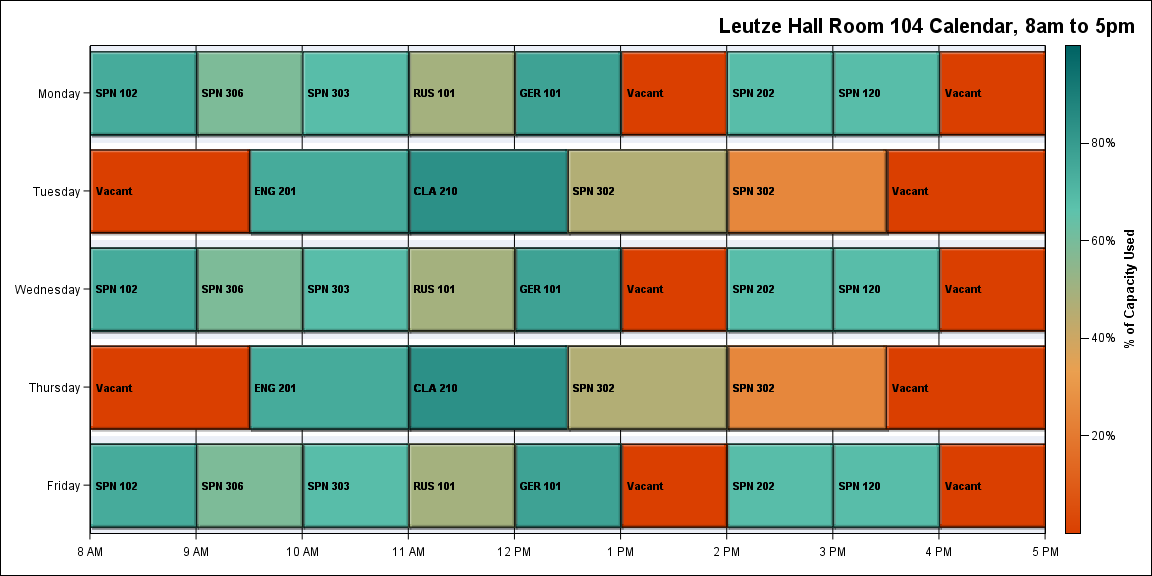 Leutze Hall Room 104 Calendar, 8am to 5pm
Monday
SPN 102
SPN 306
SPN 303
RUS 101
GER 101
Vacant
SPN 202
SPN 120
Vacant
Tuesday
Vacant
ENG 201
CLA 210
SPN 302
SPN 302
Vacant
Wednesday
SPN 102
SPN 306
SPN 303
RUS 101
GER 101
Vacant
SPN 202
SPN 120
Vacant
Thursday
Vacant
ENG 201
CLA 210
SPN 302
SPN 302
Vacant
Friday
SPN 102
SPN 306
SPN 303
RUS 101
GER 101
Vacant
SPN 202
SPN 120
Vacant
8 AM
9 AM
10 AM
11 AM
12 PM
1 PM
2 PM
3 PM
4 PM
5 PM
80%
60%
40%
20%
% of Capacity Used